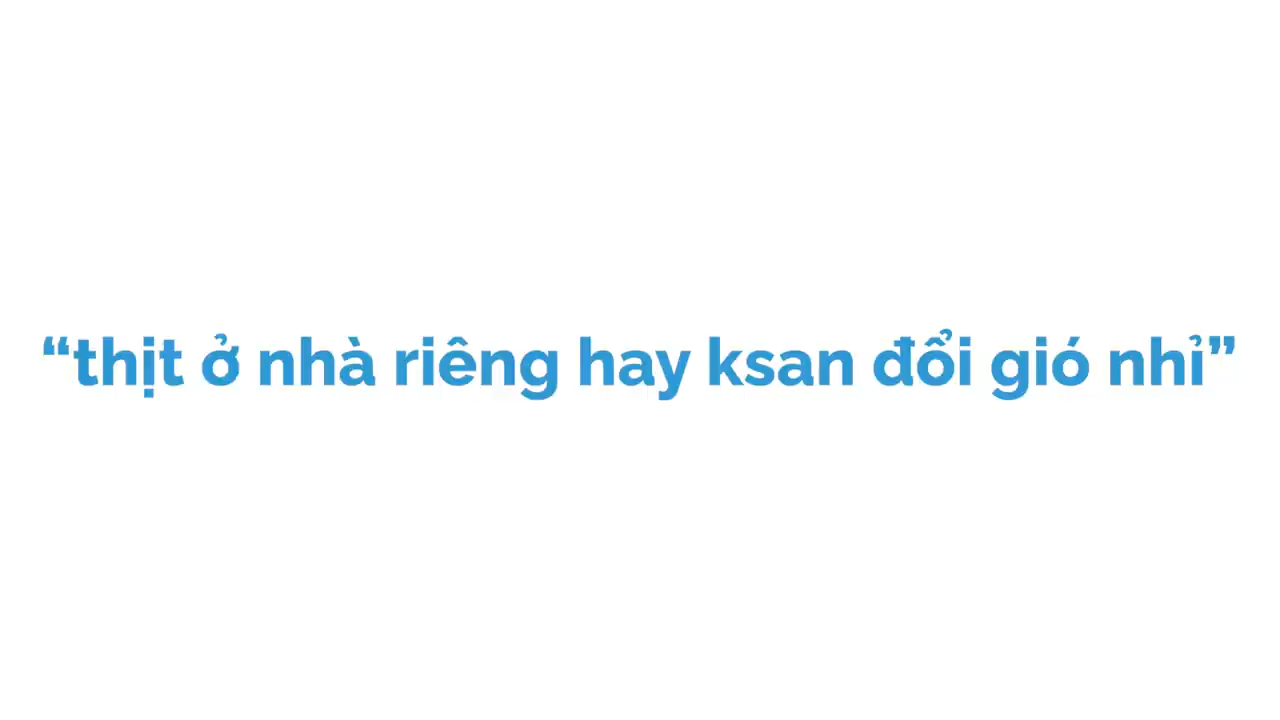 “thịt ở nhà riêng hay ksan đổi gió nhỉ”